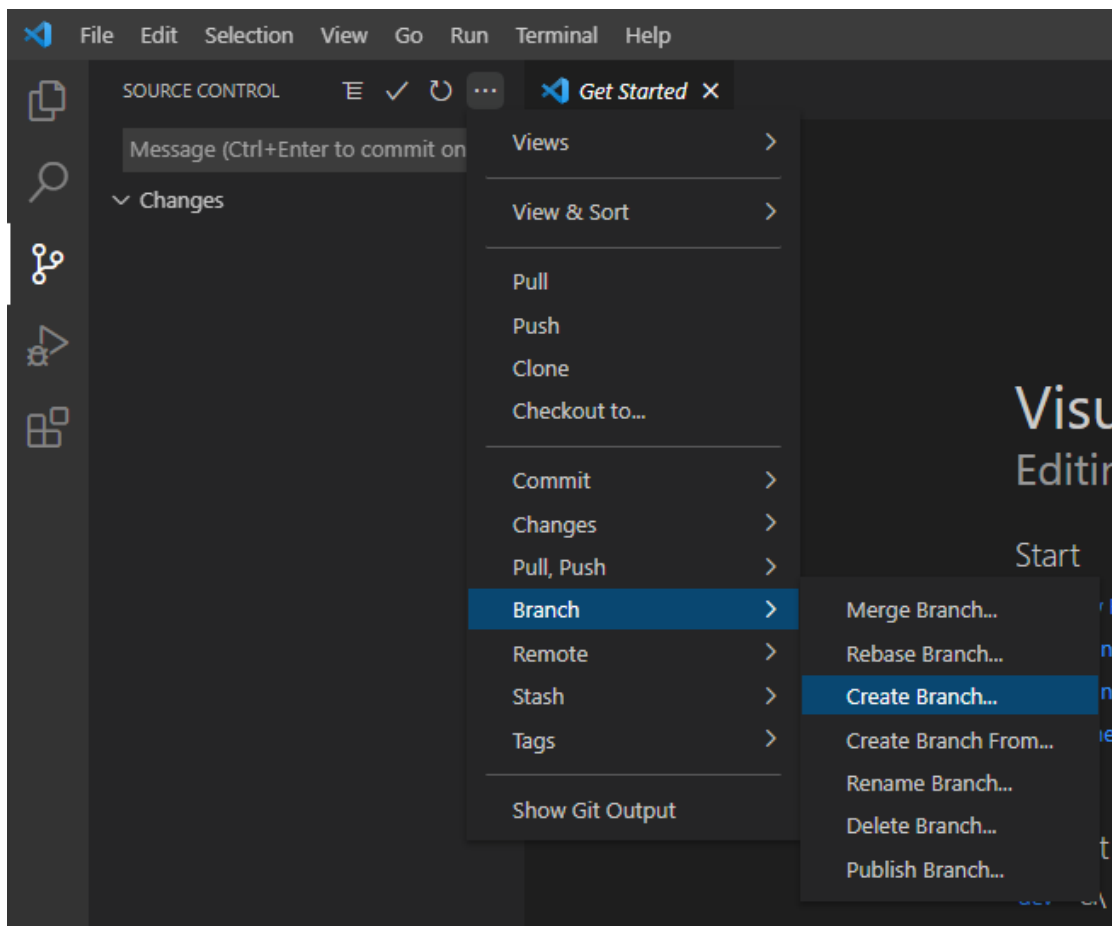 File Edit Selection View Go Run Terminal Help
SOURCE CONTROL
Get Started
Message (Ctrl+Enter to commit on
Changes
Views
View & Sort
Pull
Push
Clone
Checkout to...
Commit
Changes
Pull, Push
Branch
Remote
Stash
Tags
Show Git Output
Merge Branch...
Rebase Branch...
Create Branch...
Create Branch From...
Rename Branch...
Delete Branch...
Publish Branch...
Visu
Editin
Start